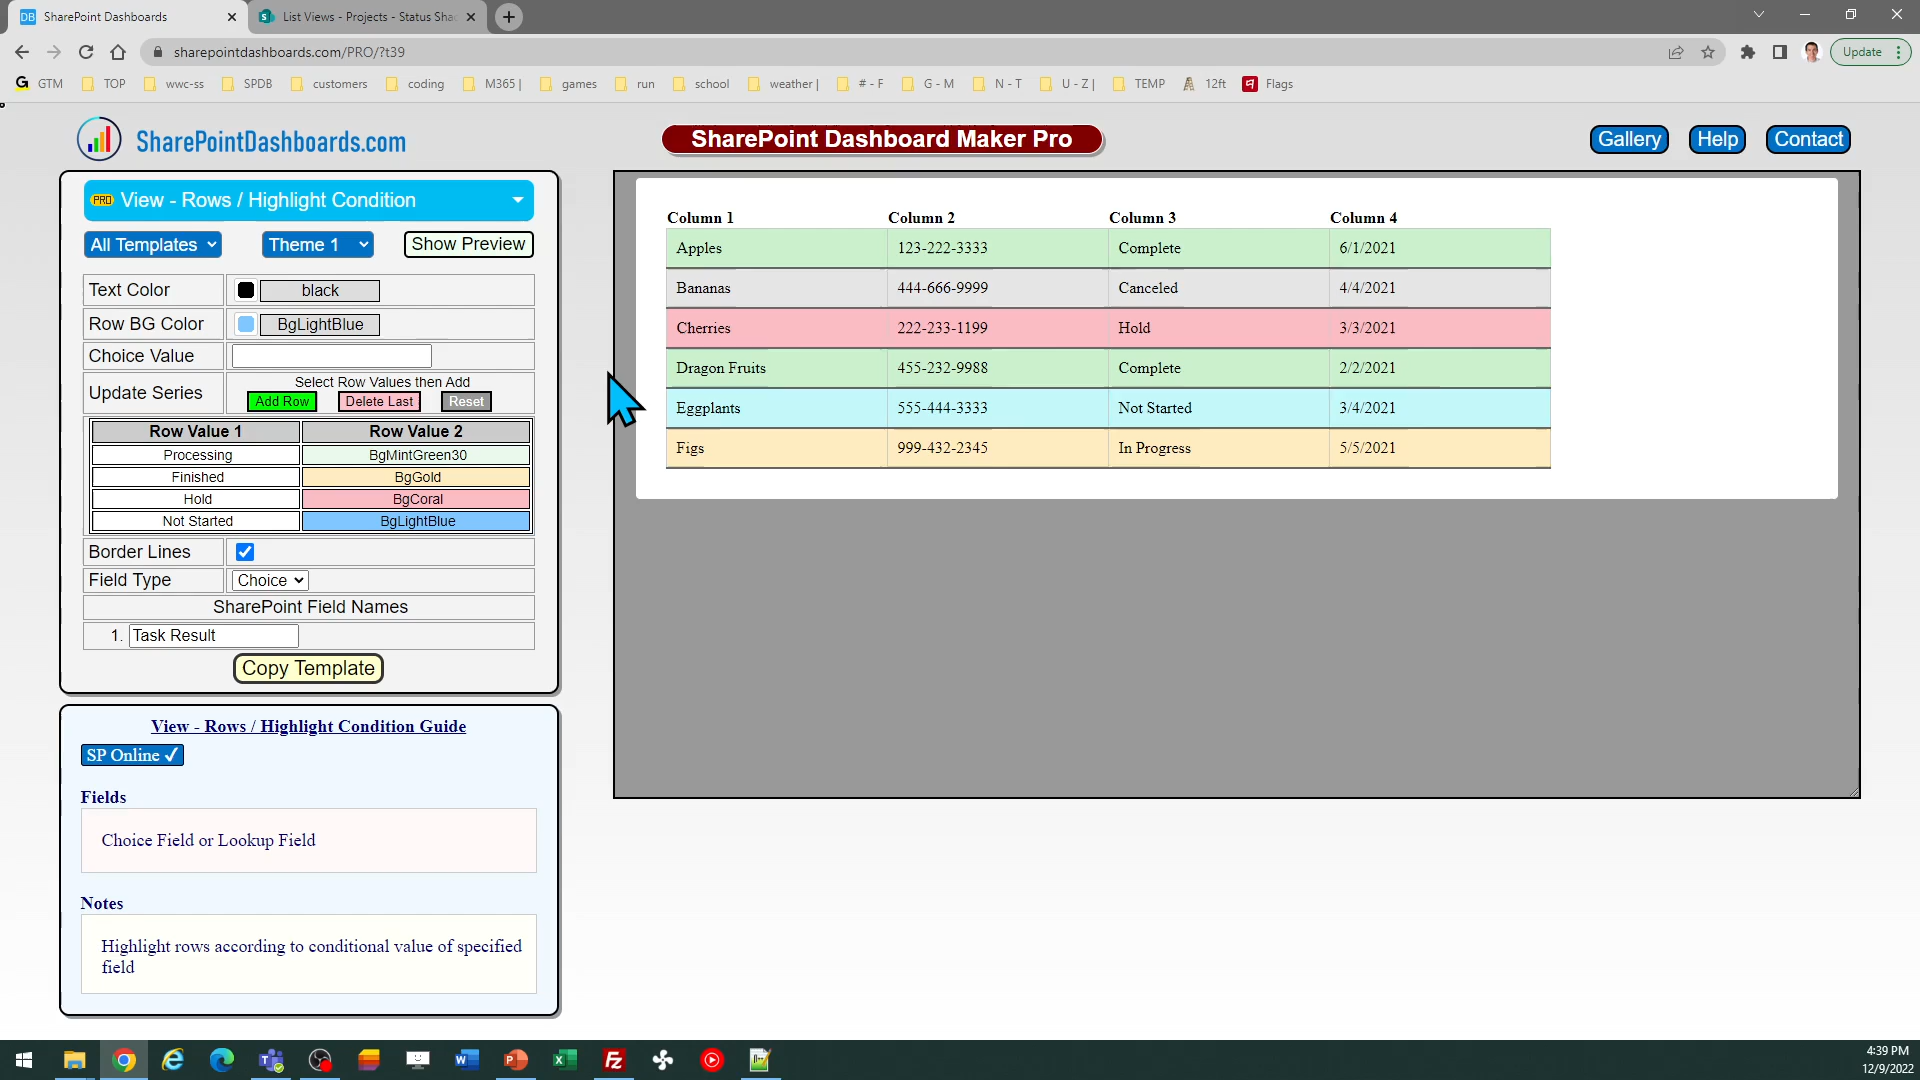 SharePoint Dashboards
List Views - Projects - Status Sha
sharepointdashboards.com/PRO/?t39
Update
GTM
TOP
wwc-ss
SPDB
customers
coding
M365 |
games
run
school
weather |
# - F
G - M
N - T
U - Z |
TEMP
12ft
Flags
SharePointDashboards.com
SharePoint Dashboard Maker Pro
Gallery
Help
Contact
PRO View - Rows / Highlight Condition
All Templates
Theme 1
Show Preview
Text Color
black
Row BG Color
BgLightBlue
Choice Value
Update Series
Select Row Values then Add
Add Row
Delete Last
Reset
Row Value 1
Row Value 2
Processing
BgMintGreen30
Finished
BgGold
Hold
BgCoral
Not Started
BgLightBlue
Border Lines
Field Type
Choice
SharePoint Field Names
1. Task Result
Copy Template
Column 1
Column 2
Column 3
Column 4
Apples
123-222-3333
Complete
6/1/2021
Bananas
444-666-9999
Canceled
4/4/2021
Cherries
222-233-1199
Hold
3/3/2021
Dragon Fruits
455-232-9988
Complete
2/2/2021
Eggplants
555-444-3333
Not Started
3/4/2021
Figs
999-432-2345
In Progress
5/5/2021
View - Rows / Highlight Condition Guide
SP Online ✓
Fields
Choice Field or Lookup Field
Notes
Highlight rows according to conditional value of specified
field
4:39 PM
12/9/2022